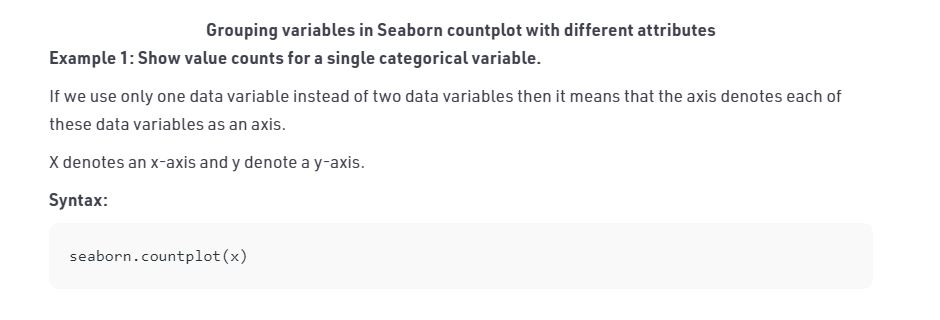 Grouping variables in Seaborn countplot with different attributes
Example 1: Show value counts for a single categorical variable.
If we use only one data variable instead of two data variables then it means that the axis denotes each of
these data variables as an axis.
X denotes an x-axis and y denote a y-axis.
Syntax:
seaborn.countplot(x)